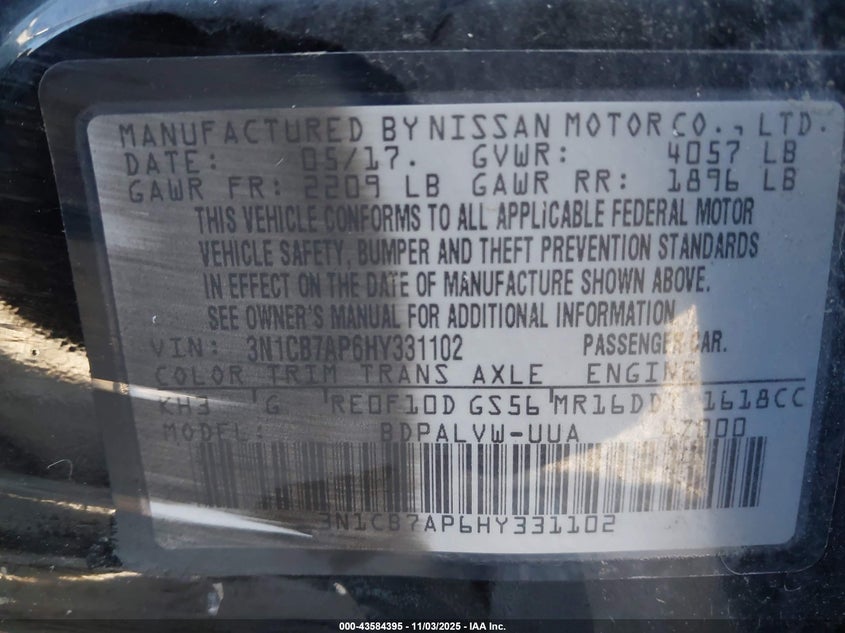 MANUFACTURED BY NISSAN MOTOR CO., LTD.
DATE: 05/17. GVWR: 4057 LB
GAWR FR: 2209 LB GAWR RR: 1896 LB
THIS VEHICLE CONFORMS TO ALL APPLICABLE FEDERAL MOTOR
VEHICLE SAFETY, BUMPER AND THEFT PREVENTION STANDARDS
IN EFFECT ON THE DATE OF MANUFACTURE SHOWN ABOVE.
SEE OWNER'S MANUAL FOR ADDITIONAL INFORMATION.
VIN: 3N1CB7AP6HY331102 PASSENGER CAR.
COLOR TRIM TRANS AXLE ENGINE
KH3 'G 'RE0F10D GS56 'MR16DD 1618CC
MODEL: BDPALVW-UUA
3N1CB7AP6HY331102
000-43584395 - 11/03/2025 - IAA Inc.